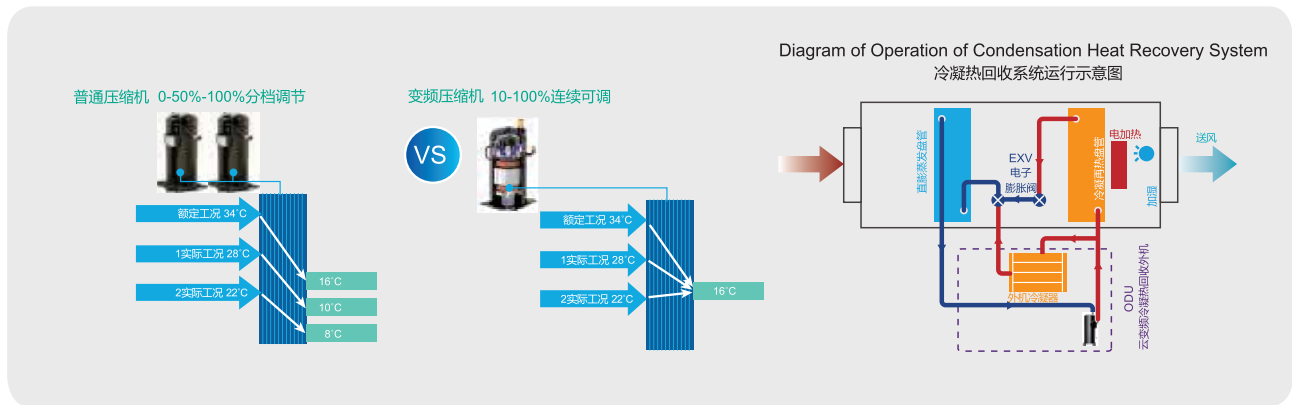 普通压缩机 0-50%-100%分档调节
额定工况 34°C
1实际工况 28°C
2实际工况 22°C
16°C
10°C
8°C
VS
变频压缩机 10-100%连续可调
额定工况 34°C
1实际工况 28°C
2实际工况 22°C
16°C
Diagram of Operation of Condensation Heat Recovery System
冷凝热回收系统运行示意图
直膨蒸发盘管
EXV
电子
膨胀阀
冷凝再热盘管
电加热
加湿
送风
外机冷凝器
ODU
云变频冷凝热回收外机